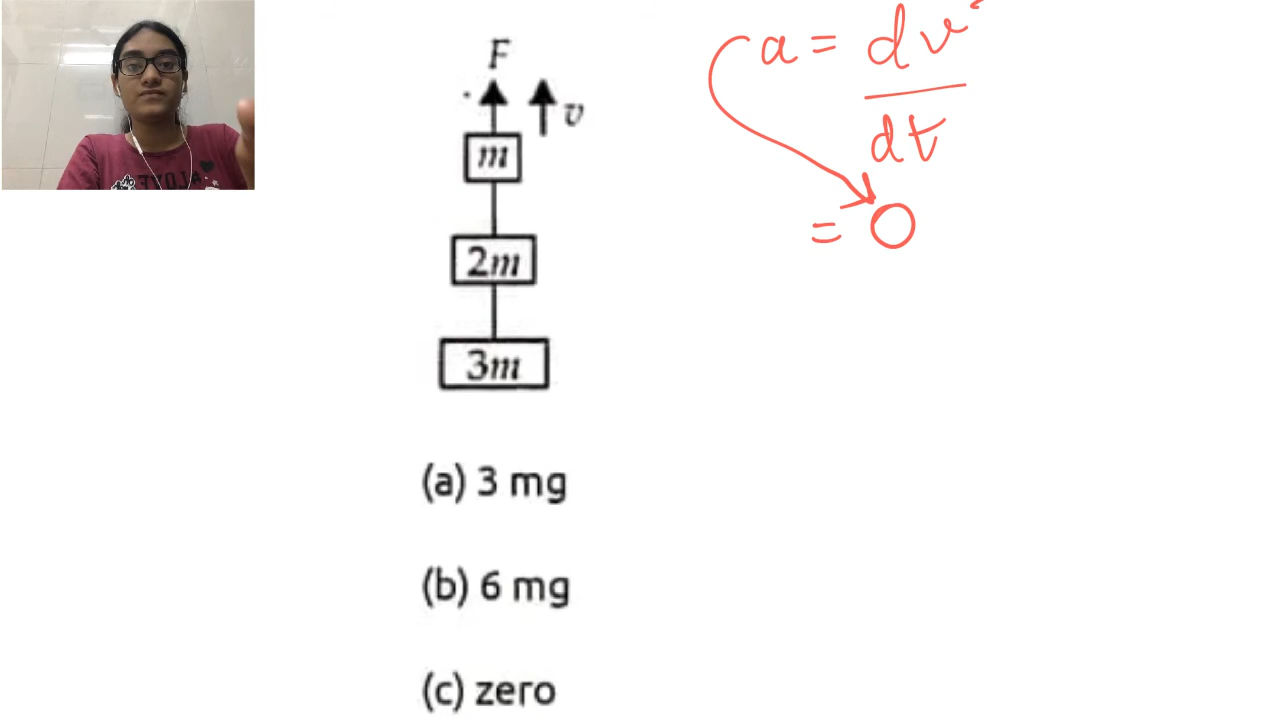 F
v
m
2m
3m
(a) 3 mg
(b) 6 mg
(c) zero
a = dv
dt
= 0